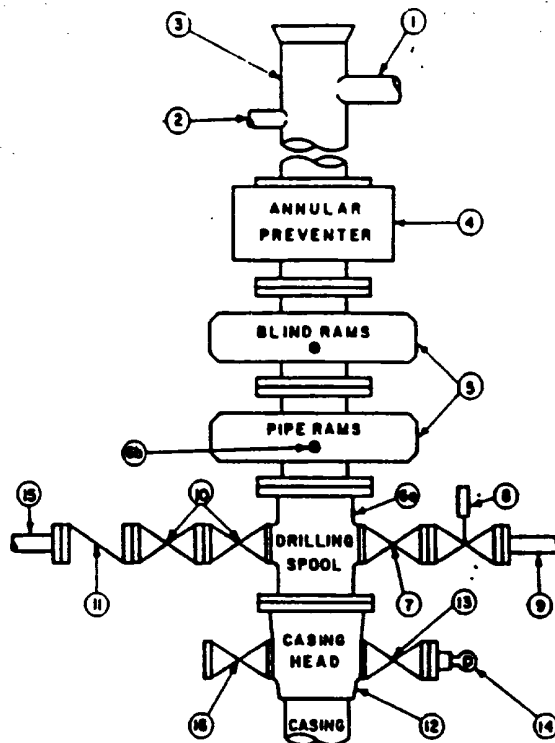 3
1
2
ANNULAR
PREVENTER
4
BLIND RAMS
5
PIPE RAMS
6b
6a
8
15
10
DRILLING
SPOOL
11
7
9
13
CASING
HEAD
16
12
14
CASING